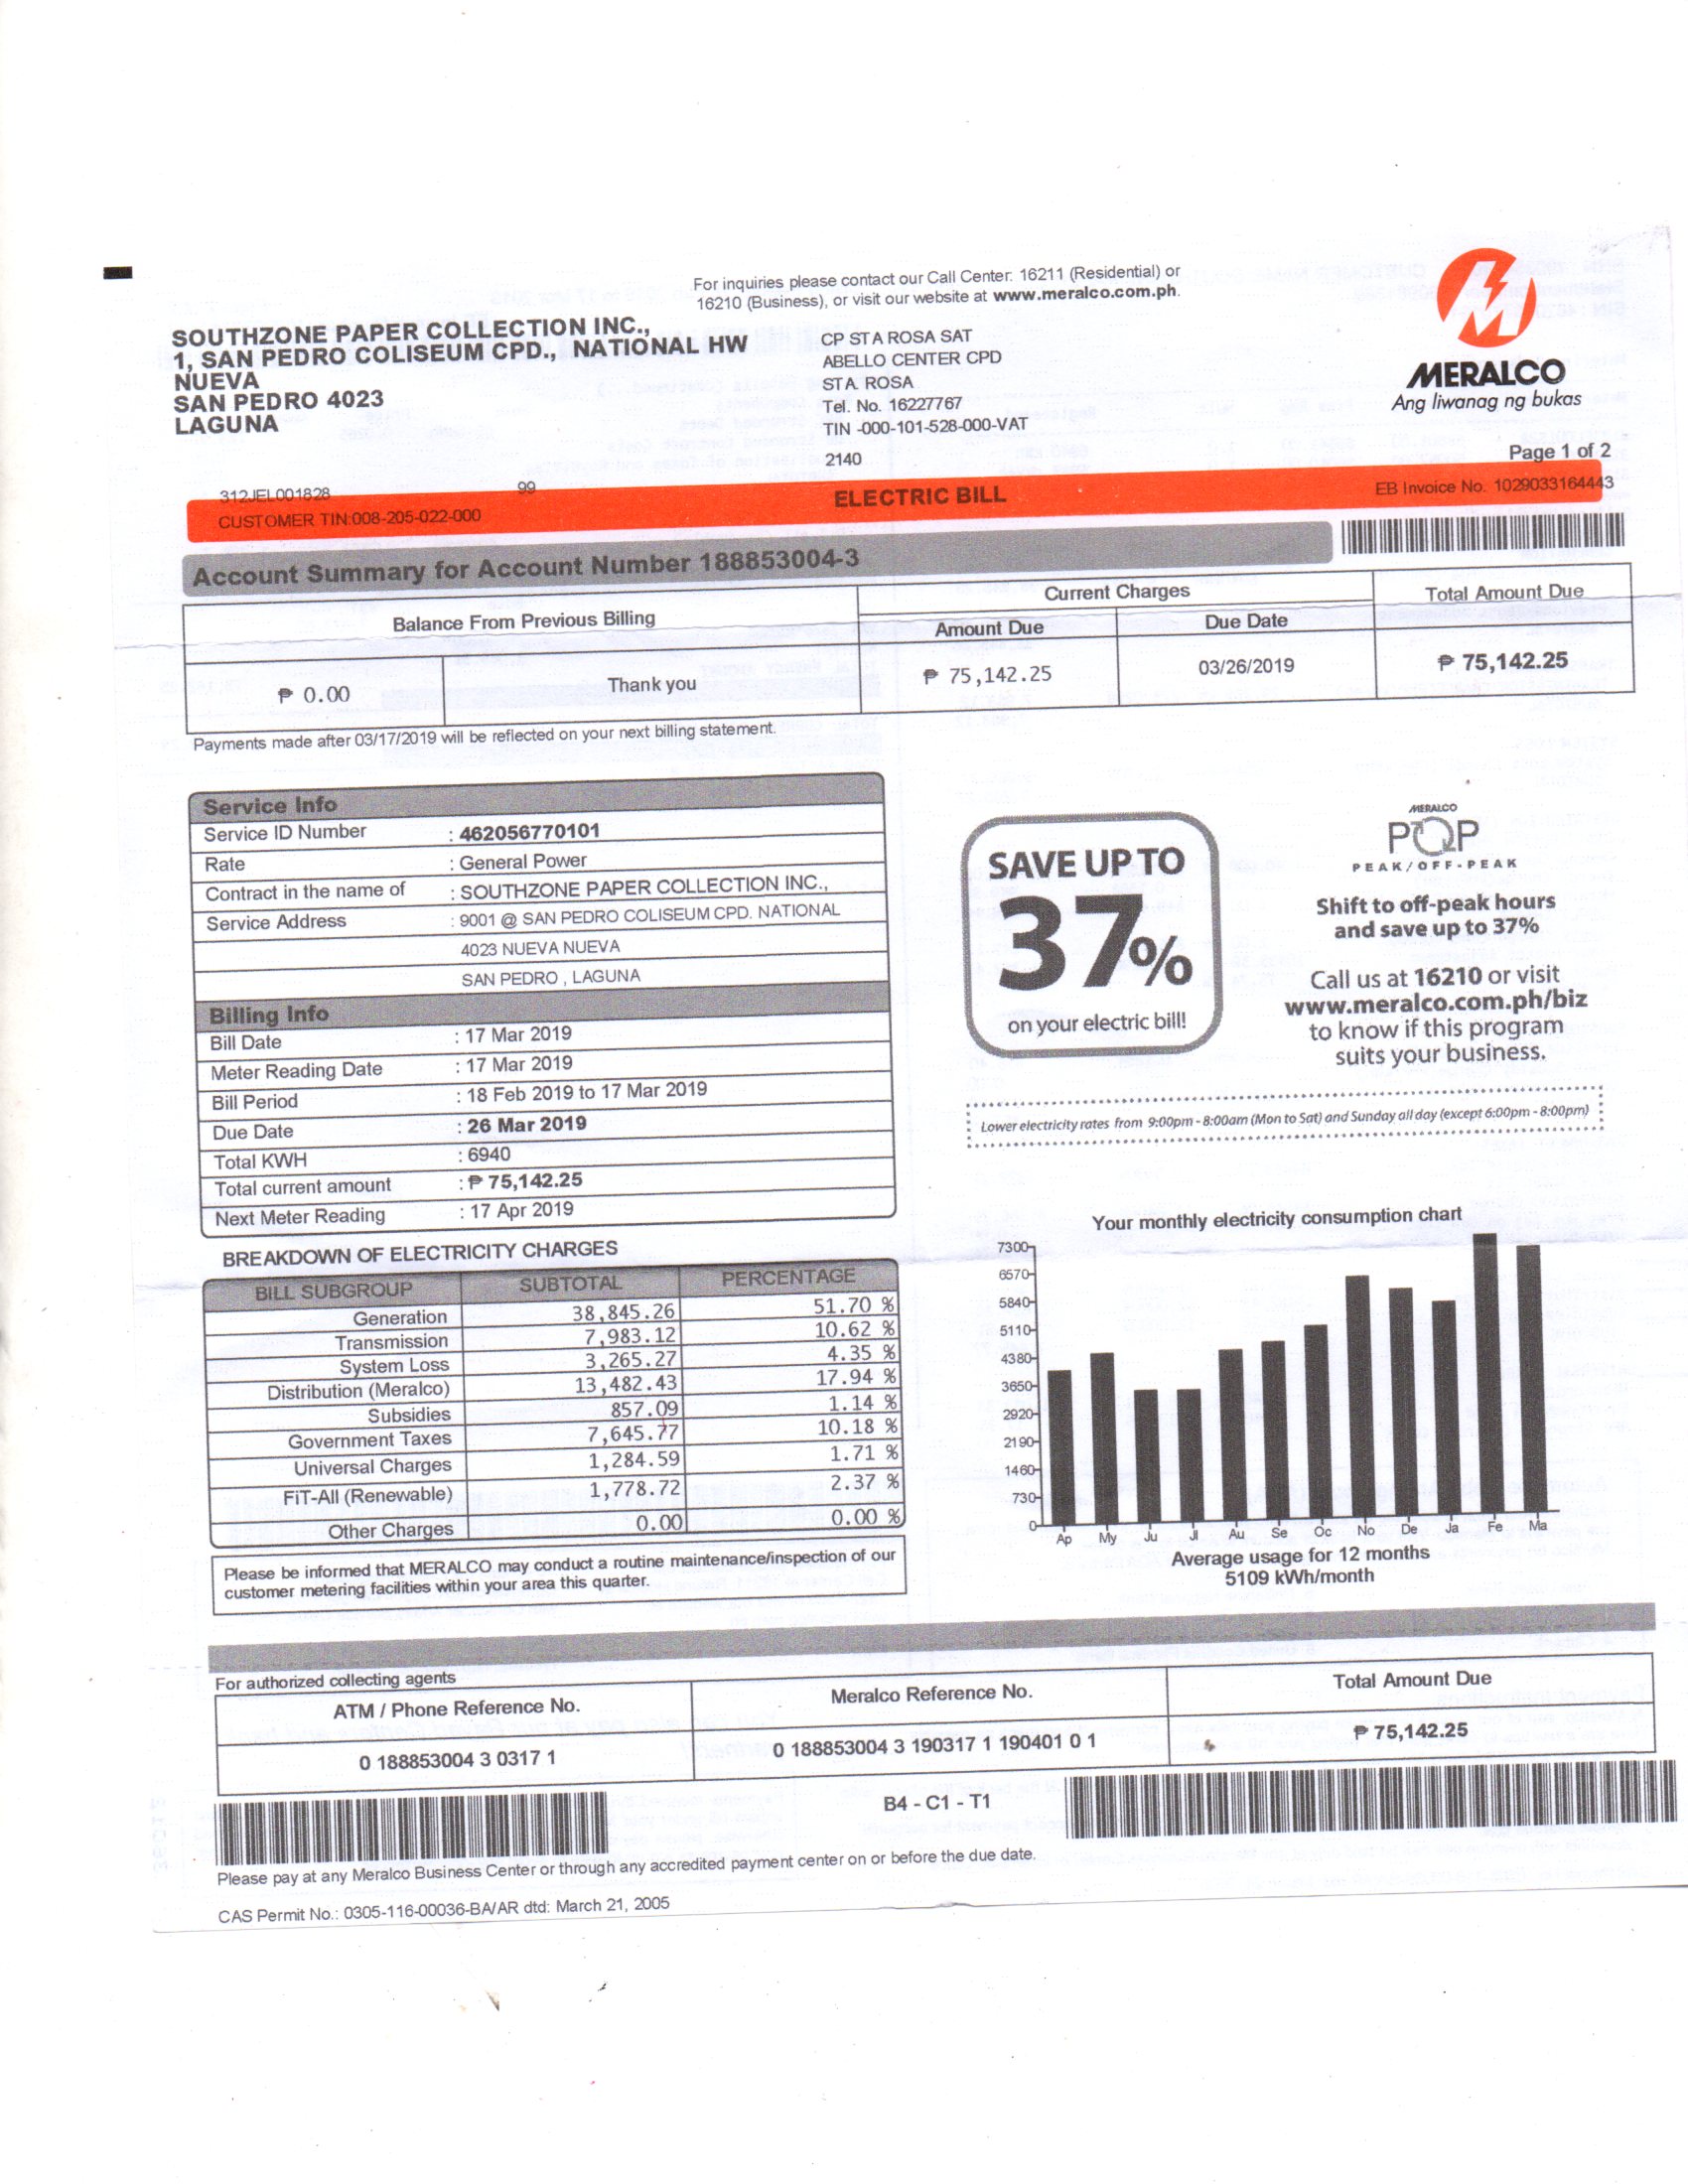 For inquiries please contact our Call Center: 16211 (Residential) or
16210 (Business), or visit our website at www.meralco.com.ph.
SOUTHZONE PAPER COLLECTION INC.,
1, SAN PEDRO COLISEUM CPD., NATIONAL HW
NUEVA
SAN PEDRO 4023
LAGUNA
CP STA ROSA SAT
ABELLO CENTER CPD
STA. ROSA
Tel. No. 16227767
TIN -000-101-528-000-VAT
2140
MERALCO
Ang liwanag ng bukas
Page 1 of 2
312JEL001828 99
CUSTOMER TIN:008-205-022-000
ELECTRIC BILL
EB Invoice No. 1029033164443
Account Summary for Account Number 188853004-3
Balance From Previous Billing
Current Charges
Total Amount Due
Amount Due
Due Date
₱ 0.00
Thank you
₱ 75,142.25
03/26/2019
₱ 75,142.25
Payments made after 03/17/2019 will be reflected on your next billing statement.
Service Info
Service ID Number : 462056770101
Rate : General Power
Contract in the name of : SOUTHZONE PAPER COLLECTION INC.,
Service Address : 9001 @ SAN PEDRO COLISEUM CPD. NATIONAL
4023 NUEVA NUEVA
SAN PEDRO , LAGUNA
Billing Info
Bill Date : 17 Mar 2019
Meter Reading Date : 17 Mar 2019
Bill Period : 18 Feb 2019 to 17 Mar 2019
Due Date : 26 Mar 2019
Total KWH : 6940
Total current amount : ₱ 75,142.25
Next Meter Reading : 17 Apr 2019
SAVE UP TO
37%
on your electric bill!
MERALCO
POP
PEAK/OFF-PEAK
Shift to off-peak hours
and save up to 37%
Call us at 16210 or visit
www.meralco.com.ph/biz
to know if this program
suits your business.
Lower electricity rates from 9:00pm - 8:00am (Mon to Sat) and Sunday all day (except 6:00pm - 8:00pm)
BREAKDOWN OF ELECTRICITY CHARGES
BILL SUBGROUP SUBTOTAL PERCENTAGE
Generation 38,845.26 51.70 %
Transmission 7,983.12 10.62 %
System Loss 3,265.27 4.35 %
Distribution (Meralco) 13,482.43 17.94 %
Subsidies 857.09 1.14 %
Government Taxes 7,645.77 10.18 %
Universal Charges 1,284.59 1.71 %
FiT-All (Renewable) 1,778.72 2.37 %
Other Charges 0.00 0.00 %
Please be informed that MERALCO may conduct a routine maintenance/inspection of our
customer metering facilities within your area this quarter.
Your monthly electricity consumption chart
7300
6570
5840
5110
4380
3650
2920
2190
1460
730
0
Ap My Ju Jl Au Se Oc No De Ja Fe Ma
Average usage for 12 months
5109 kWh/month
For authorized collecting agents
ATM / Phone Reference No. Meralco Reference No. Total Amount Due
0 188853004 3 0317 1 0 188853004 3 190317 1 190401 0 1 ₱ 75,142.25
B4 - C1 - T1
Please pay at any Meralco Business Center or through any accredited payment center on or before the due date.
CAS Permit No.: 0305-116-00036-BA/AR dtd: March 21, 2005